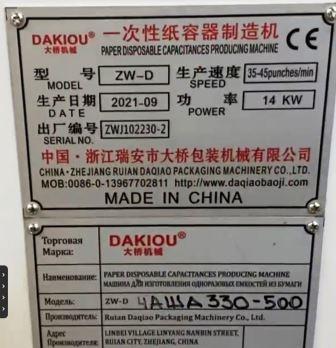 DAKIOU® 一次性纸容器制造机 CE
大桥机械 PAPER DISPOSABLE CAPACITANCES PRODUCING MACHINE
型号 ZW-D 生产速度 35-45punches/min
MODEL SPEED
生产日期 2021-09 功率 14 KW
DATE POWER
出厂编号 ZWJ102230-2
SERIAL NO.
中国·浙江瑞安市大桥包装机械有限公司
CHINA·ZHEJIANG RUIAN DAQIAO PACKAGING MACHINERY CO.,LTD.
MOB:0086-0-13967702811 http://www.daqiaobaoji.com
MADE IN CHINA
Торговая Марка: DAKIOU® 大桥机械
Наименование: PAPER DISPOSABLE CAPACITANCES PRODUCING MACHINE
МАШИНА ДЛЯ ИЗГОТОВЛЕНИЯ ОДНОРАЗОВЫХ ЕМКОСТЕЙ ИЗ БУМАГИ
Модель: ZW-D ЧАША 330-500
Производитель: Ruian Daqiao Packaging Machinery Co., Ltd.
Адрес Производителя: LINBEI VILLAGE LINYANG NANBIN STREET,
RUIAN CITY, ZHEJIANG, CHINA